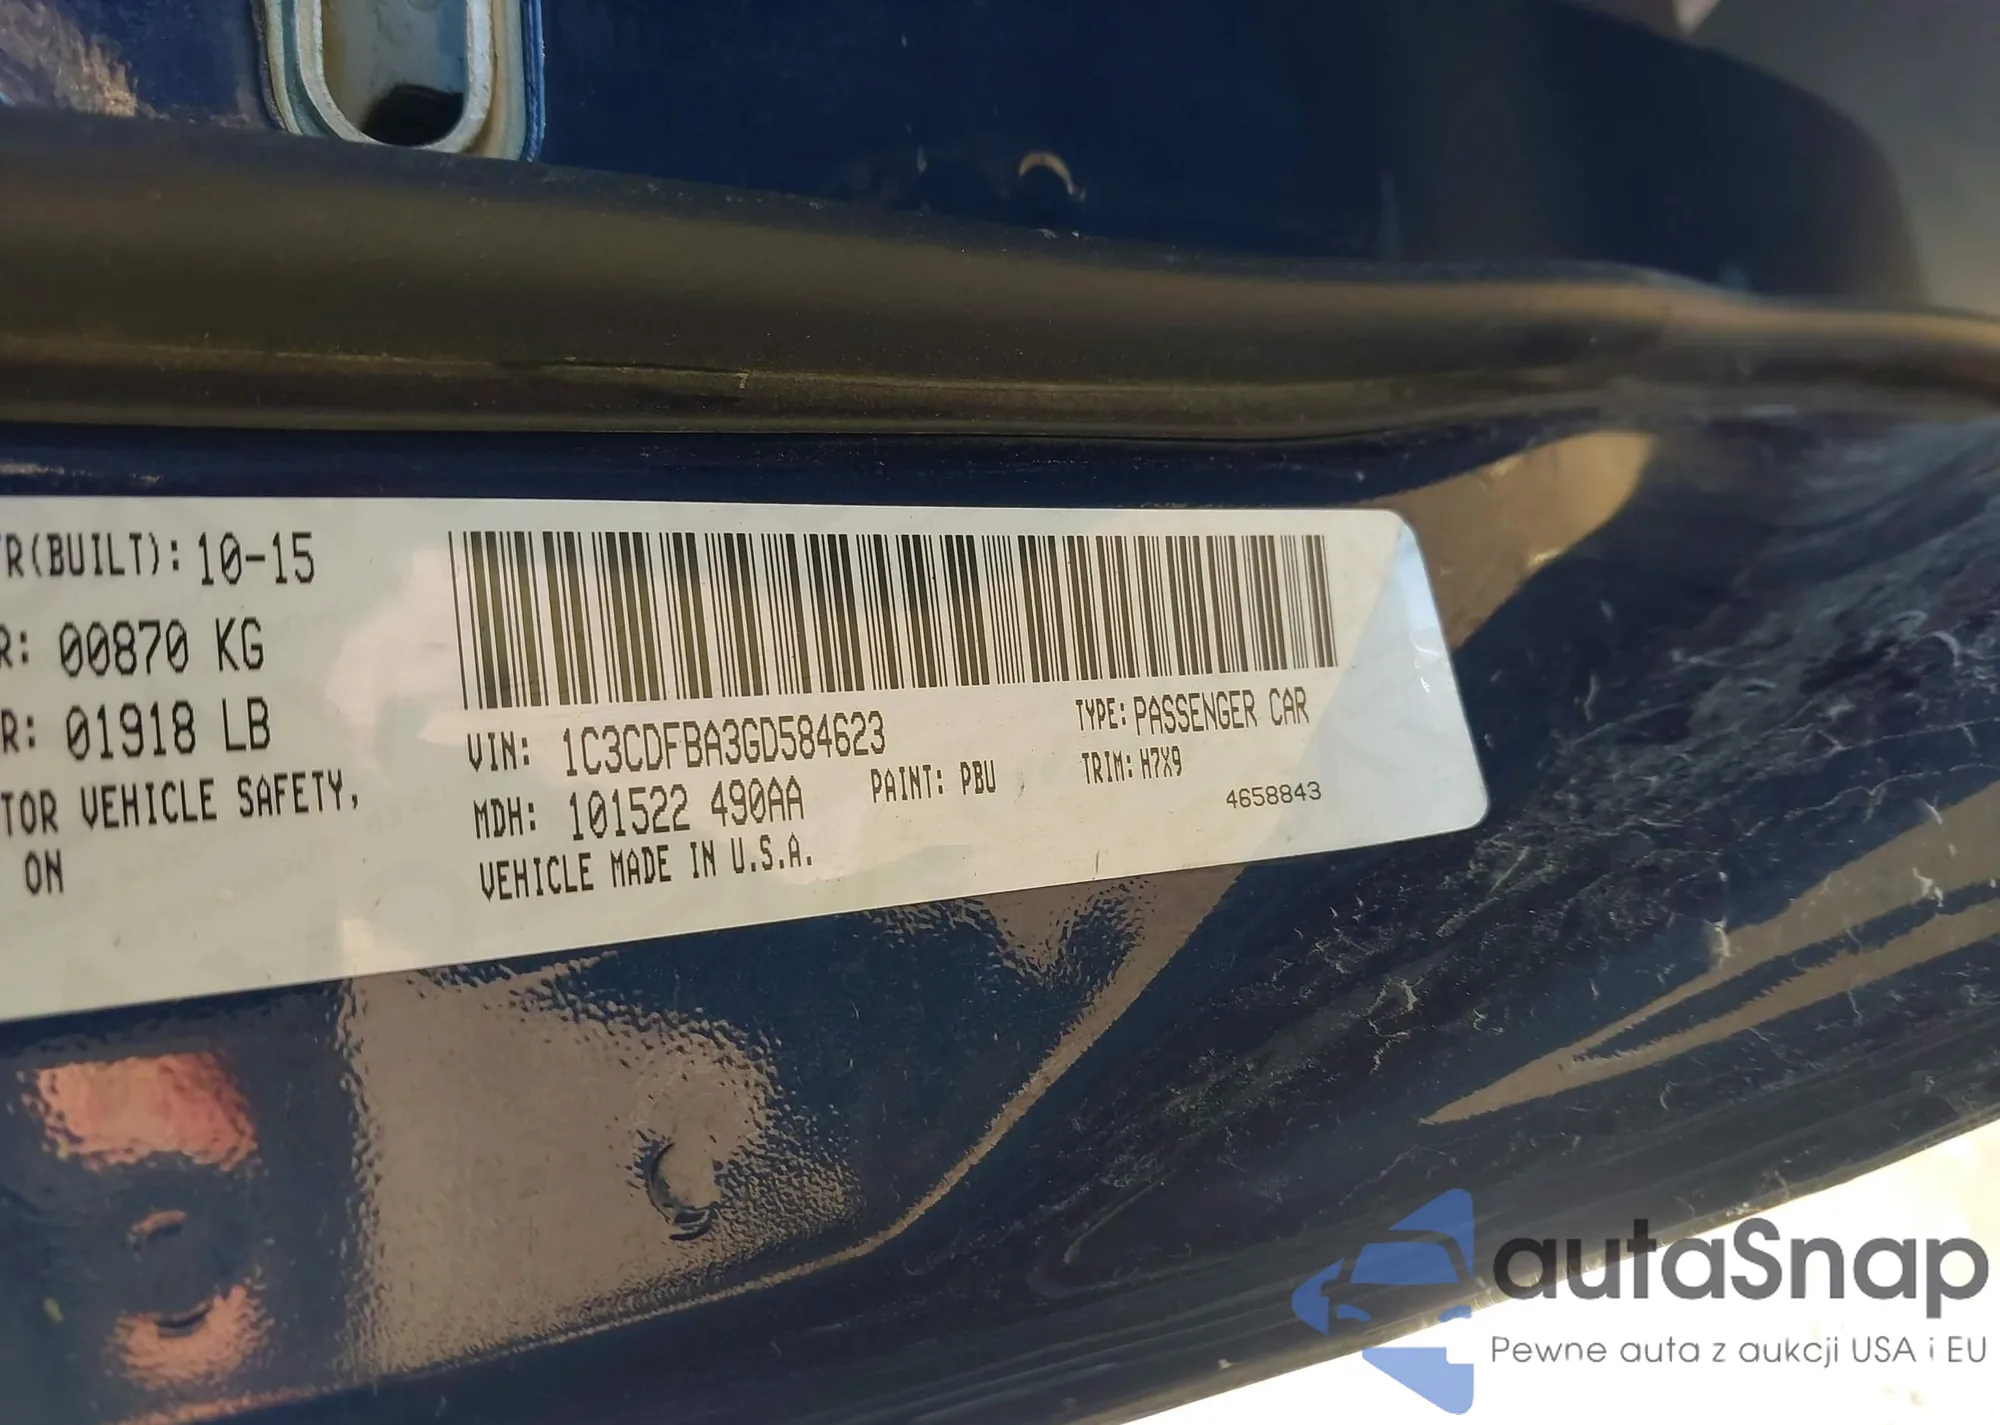 TR(BUILT): 10-15
R: 00870 KG
R: 01918 LB
TOR VEHICLE SAFETY,
ON
VIN: 1C3CDFBA3GD584623
TYPE: PASSENGER CAR
MDH: 101522 490AA
PAINT: PBU
TRIM: H7X9
VEHICLE MADE IN U.S.A.
4658843
autaSnap
Pewne auta z aukcji USA i EU